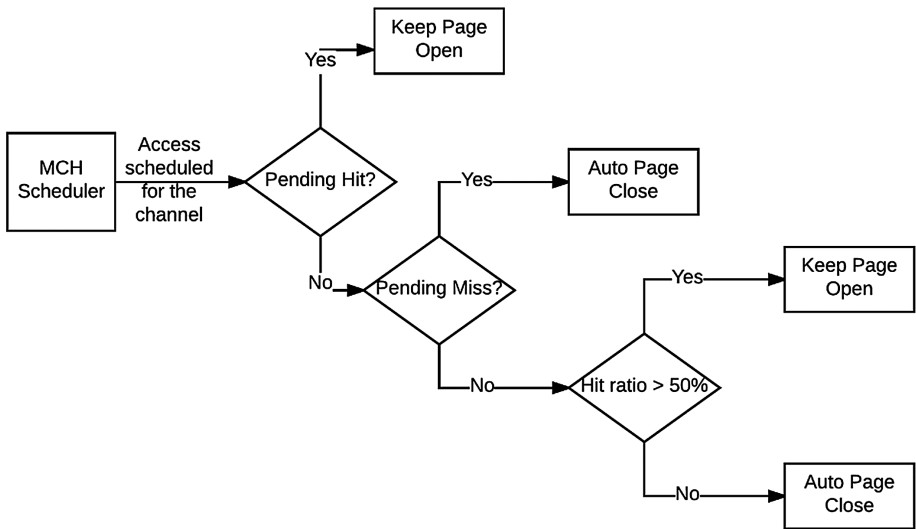 Keep Page
Open
Yes
MCH
Scheduler
Access
scheduled
for the
channel
Pending Hit?
Auto Page
Close
Yes
No
Pending Miss?
Keep Page
Open
Yes
No
Hit ratio > 50%
Auto Page
Close
No